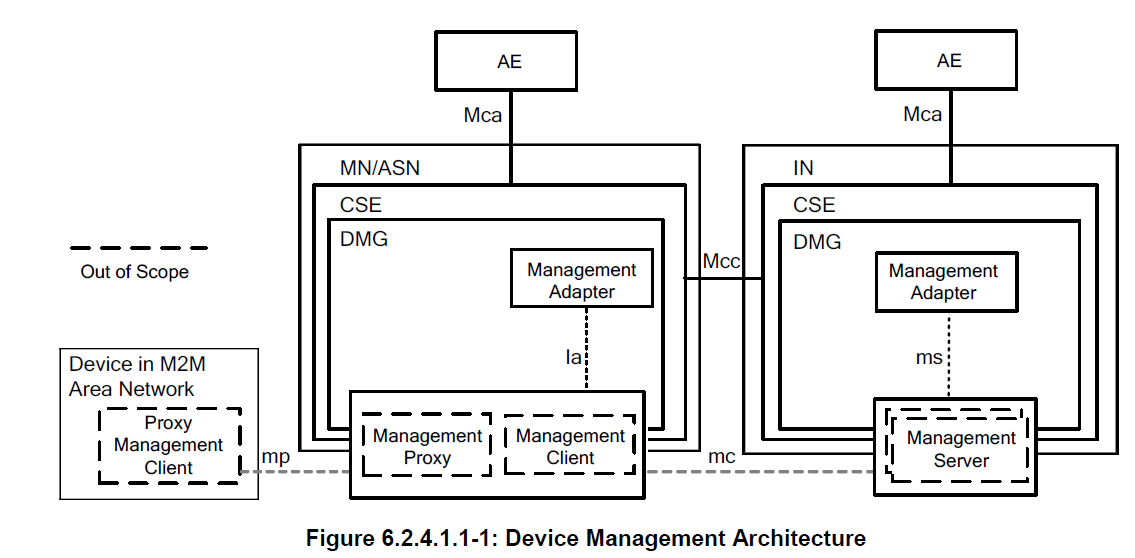 AE
AE
Mca
Mca
MN/ASN
IN
CSE
CSE
DMG
DMG
Out of Scope
Management
Adapter
Mcc
Management
Adapter
la
ms
Device in M2M
Area Network
Proxy
Management
Client
mp
Management
Proxy
Management
Client
mc
Management
Server
Figure 6.2.4.1.1-1: Device Management Architecture